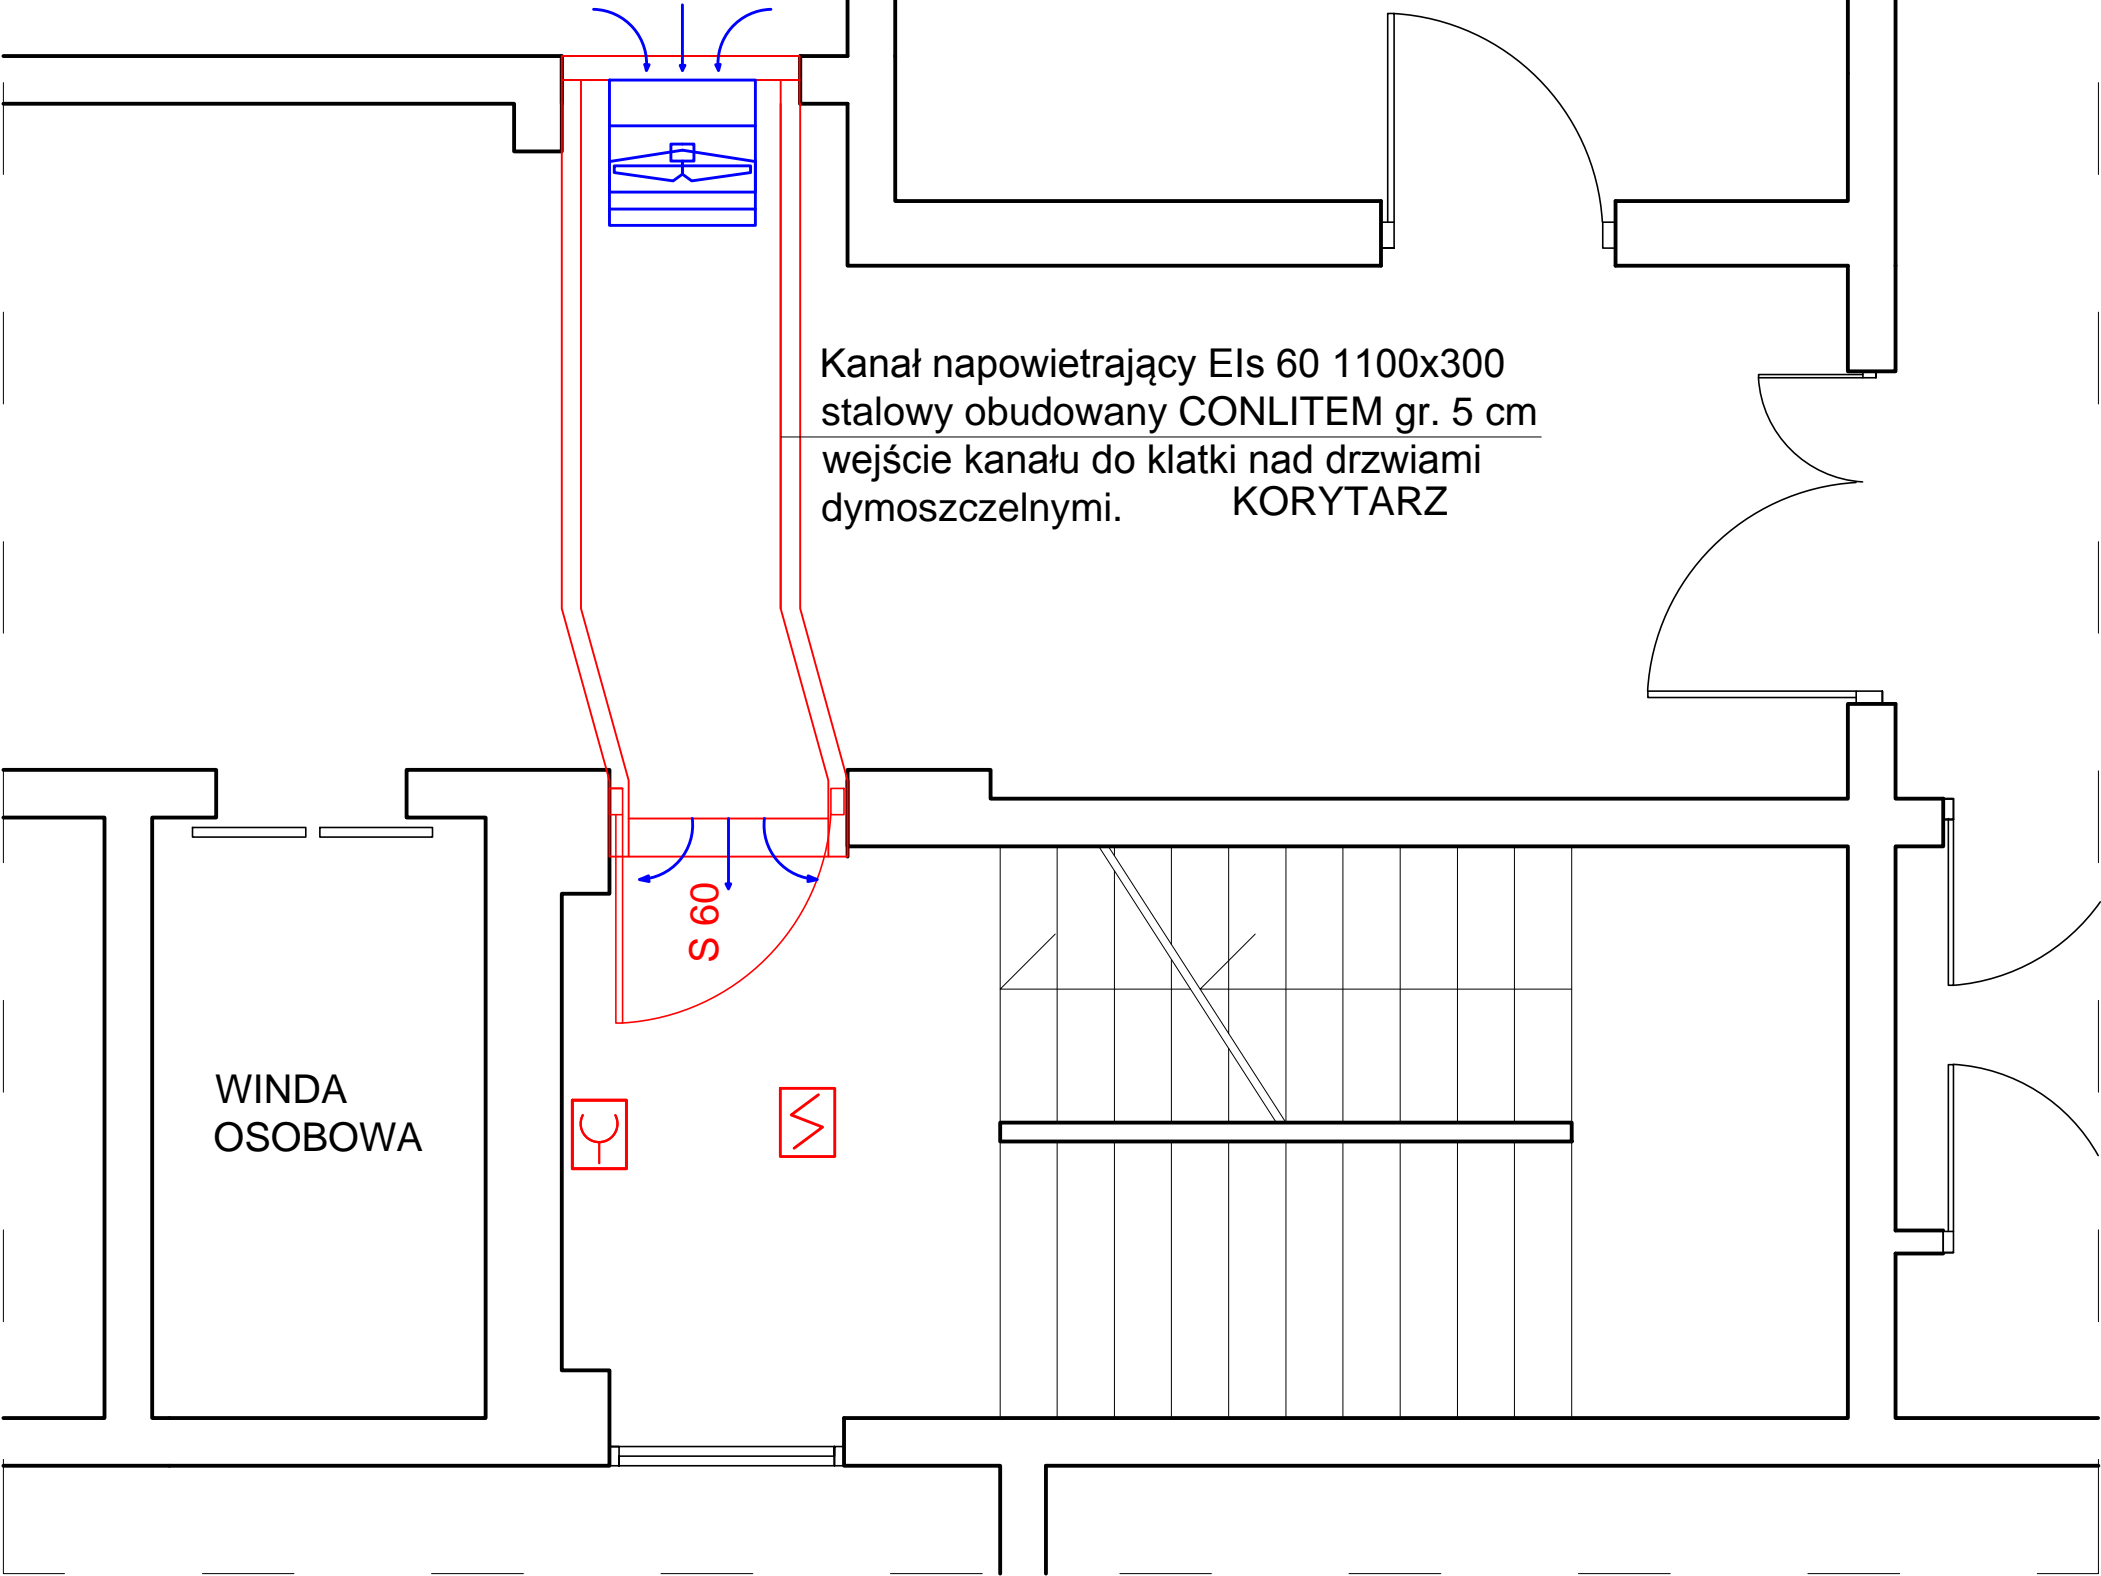 Kanał napowietrający EIs 60 1100x300
stalowy obudowany CONLITEM gr. 5 cm
wejście kanału do klatki nad drzwiami
dymoszczelnymi.
KORYTARZ
S 60
WINDA
OSOBOWA